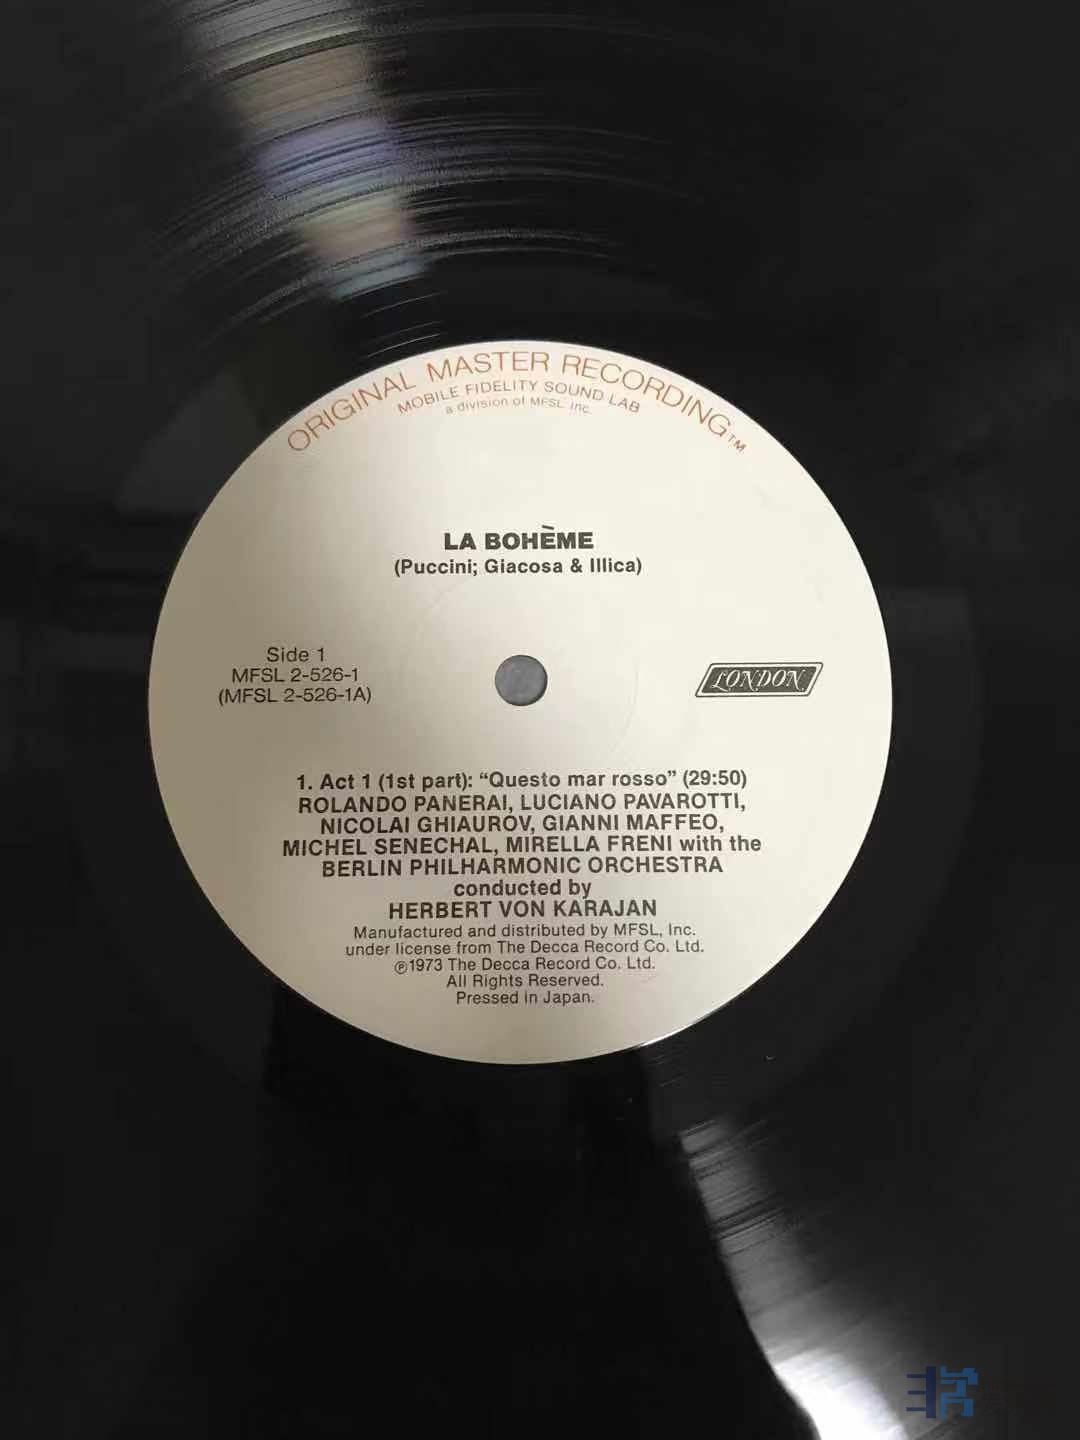 ORIGINAL MASTER RECORDING TM
MOBILE FIDELITY SOUND LAB
a division of MFSL Inc.
LA BOHÈME
(Puccini; Giacosa & Illica)
Side 1
MFSL 2-526-1
(MFSL 2-526-1A)
LONDON
1. Act 1 (1st part): “Questo mar rosso” (29:50)
ROLANDO PANERAI, LUCIANO PAVAROTTI,
NICOLAI GHIAUROV, GIANNI MAFFEO,
MICHEL SENECHAL, MIRELLA FRENI with the
BERLIN PHILHARMONIC ORCHESTRA
conducted by
HERBERT VON KARAJAN
Manufactured and distributed by MFSL, Inc.
under license from The Decca Record Co. Ltd.
℗1973 The Decca Record Co. Ltd.
All Rights Reserved.
Pressed in Japan.